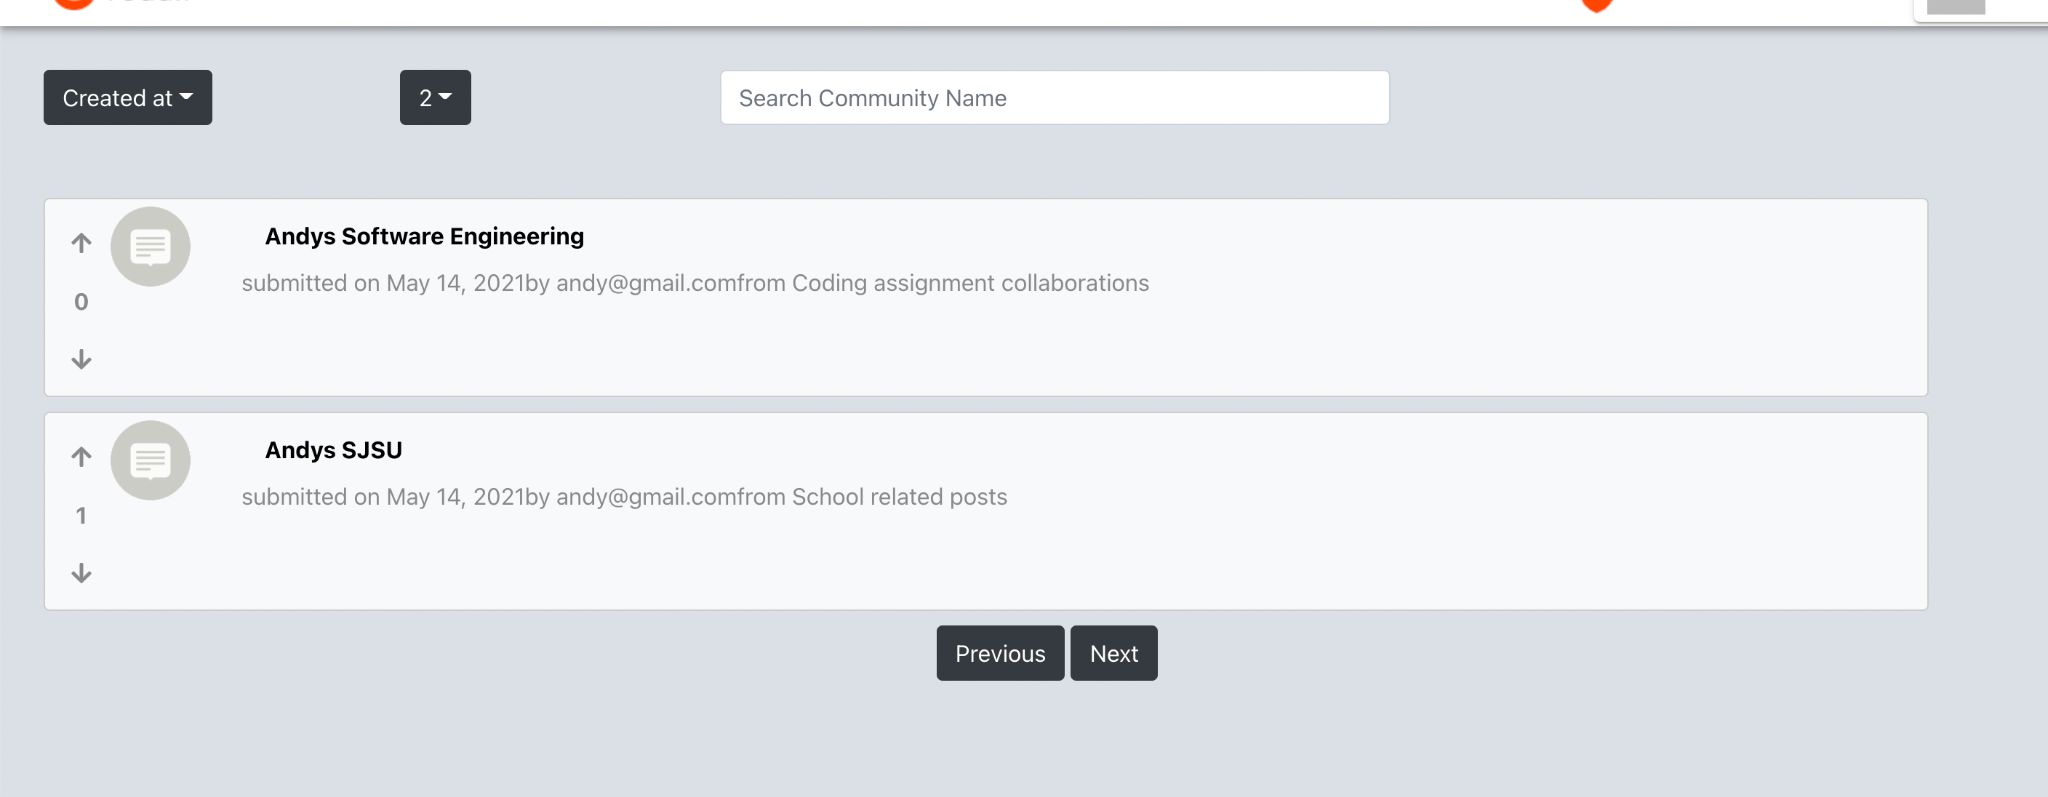 Created at
2
Search Community Name
Andys Software Engineering
submitted on May 14, 2021by andy@gmail.comfrom Coding assignment collaborations
0
Andys SJSU
submitted on May 14, 2021by andy@gmail.comfrom School related posts
1
Previous
Next